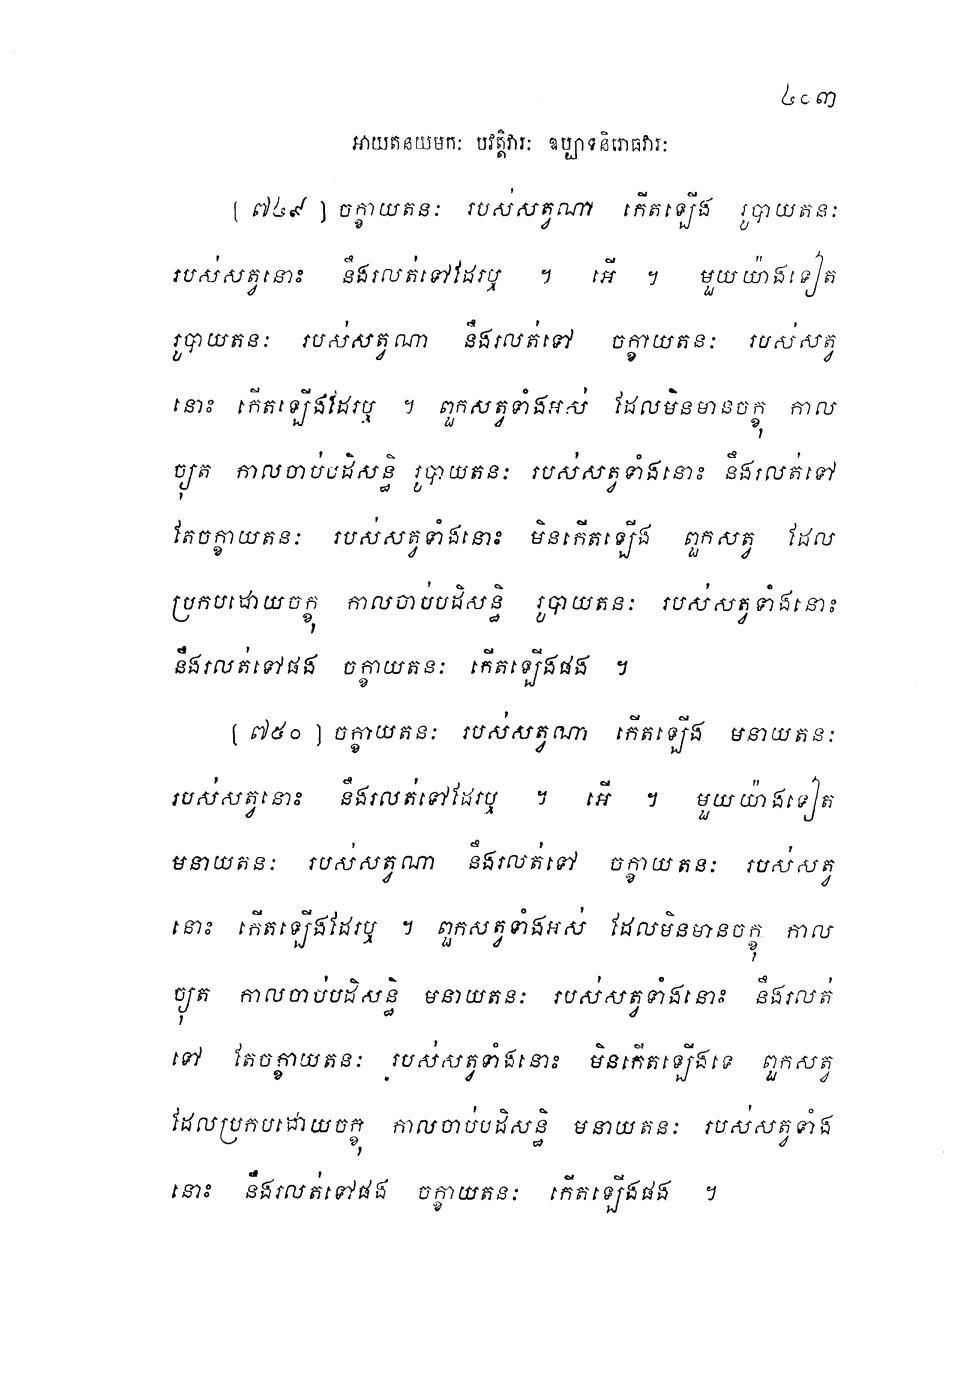 ៤០៣
អាយតនយមកៈ បវត្តិវារៈ ឧប្បាទនិរោធវារៈ
[ ៧៤៩ ] ចក្ខាយតនៈ របស់សត្វណា កើតឡើង រូបាយតនៈ
របស់សត្វនោះ នឹងរលត់ទៅដែរឬ ។ អើ ។ មួយយ៉ាងទៀត
រូបាយតនៈ របស់សត្វណា នឹងរលត់ទៅ ចក្ខាយតនៈ របស់សត្វ
នោះ កើតឡើងដែរឬ ។ ពួកសត្វទាំងអស់ ដែលមិនមានចក្ខុ កាល
ច្យុត កាលចាប់បដិសន្ធិ រូបាយតនៈ របស់សត្វទាំងនោះ នឹងរលត់ទៅ
តែចក្ខាយតនៈ របស់សត្វទាំងនោះ មិនកើតឡើង ពួកសត្វ ដែល
ប្រកបដោយចក្ខុ កាលចាប់បដិសន្ធិ រូបាយតនៈ របស់សត្វទាំងនោះ
នឹងរលត់ទៅផង ចក្ខាយតនៈ កើតឡើងផង ។
[ ៧៥០ ] ចក្ខាយតនៈ របស់សត្វណា កើតឡើង មនាយតនៈ
របស់សត្វនោះ នឹងរលត់ទៅដែរឬ ។ អើ ។ មួយយ៉ាងទៀត
មនាយតនៈ របស់សត្វណា នឹងរលត់ទៅ ចក្ខាយតនៈ របស់សត្វ
នោះ កើតឡើងដែរឬ ។ ពួកសត្វទាំងអស់ ដែលមិនមានចក្ខុ កាល
ច្យុត កាលចាប់បដិសន្ធិ មនាយតនៈ របស់សត្វទាំងនោះ នឹងរលត់
ទៅ តែចក្ខាយតនៈ របស់សត្វទាំងនោះ មិនកើតឡើងទេ ពួកសត្វ
ដែលប្រកបដោយចក្ខុ កាលចាប់បដិសន្ធិ មនាយតនៈ របស់សត្វទាំង
នោះ នឹងរលត់ទៅផង ចក្ខាយតនៈ កើតឡើងផង ។